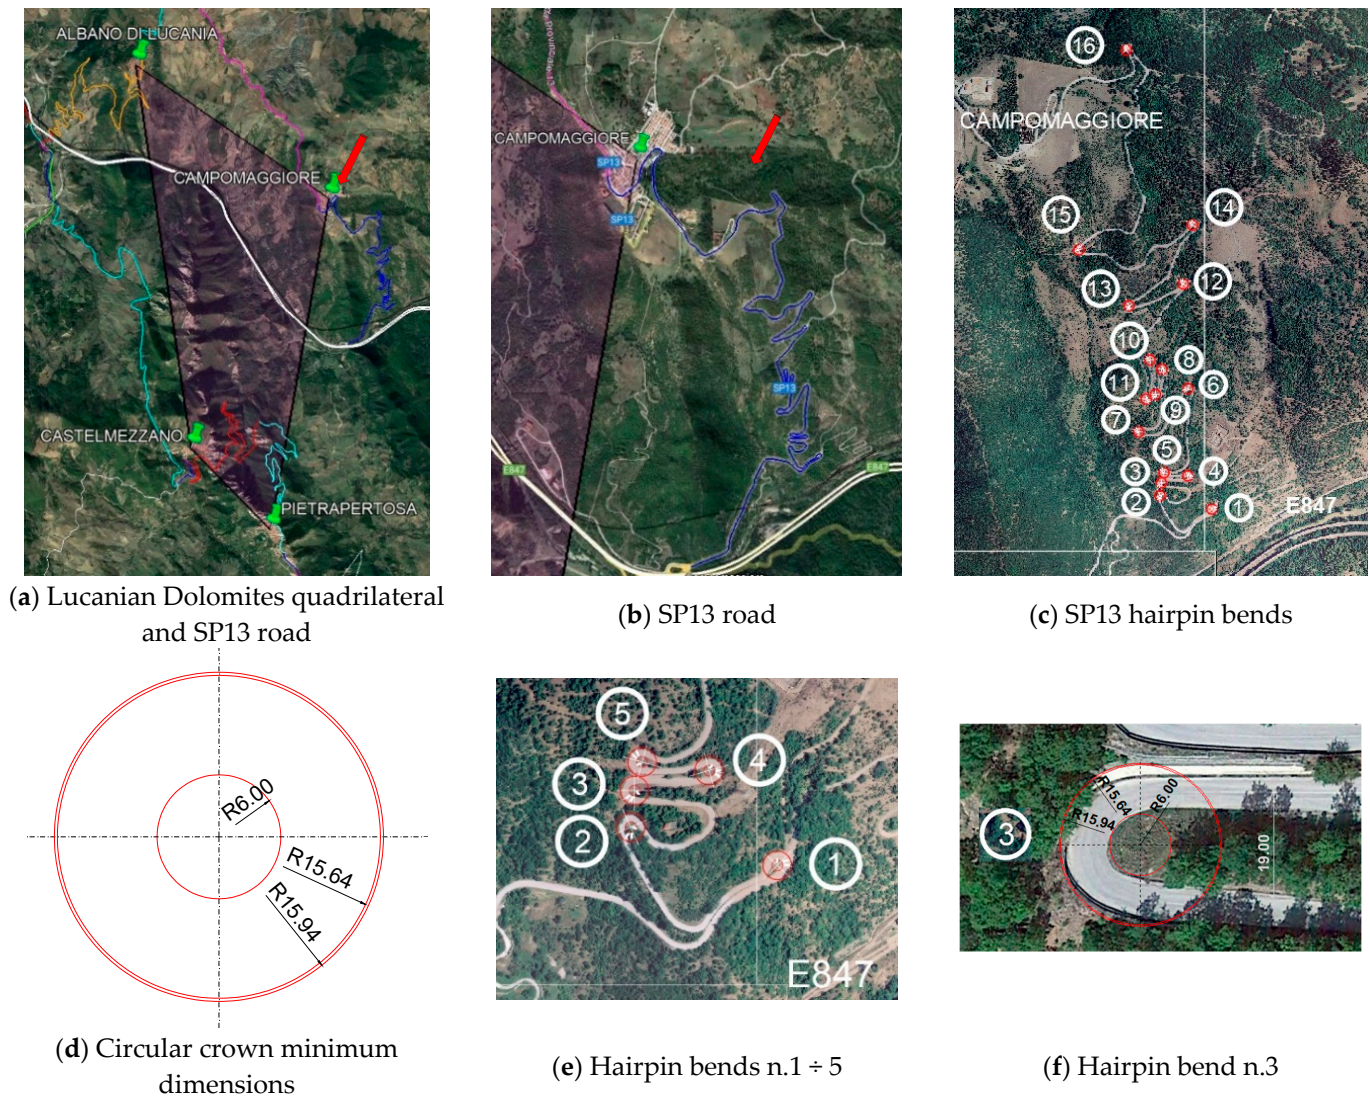 ALBANO DI LUCANIA
CAMPOMAGGIORE
CASTELMEZZANO
PIETRAPERTOSA
(a) Lucanian Dolomites quadrilateral
and SP13 road
CAMPOMAGGIORE
SP13
SP13
SP13
E847
E847
(b) SP13 road
16
CAMPOMAGGIORE
15
14
13
12
10
8
11
6
7
9
5
3
4
2
1
E847
(c) SP13 hairpin bends
R6.00
R15.64
R15.94
(d) Circular crown minimum
dimensions
5
4
3
2
1
E847
(e) Hairpin bends n.1 ÷ 5
3
R15.64
R6.00
R15.94
19.00
(f) Hairpin bend n.3